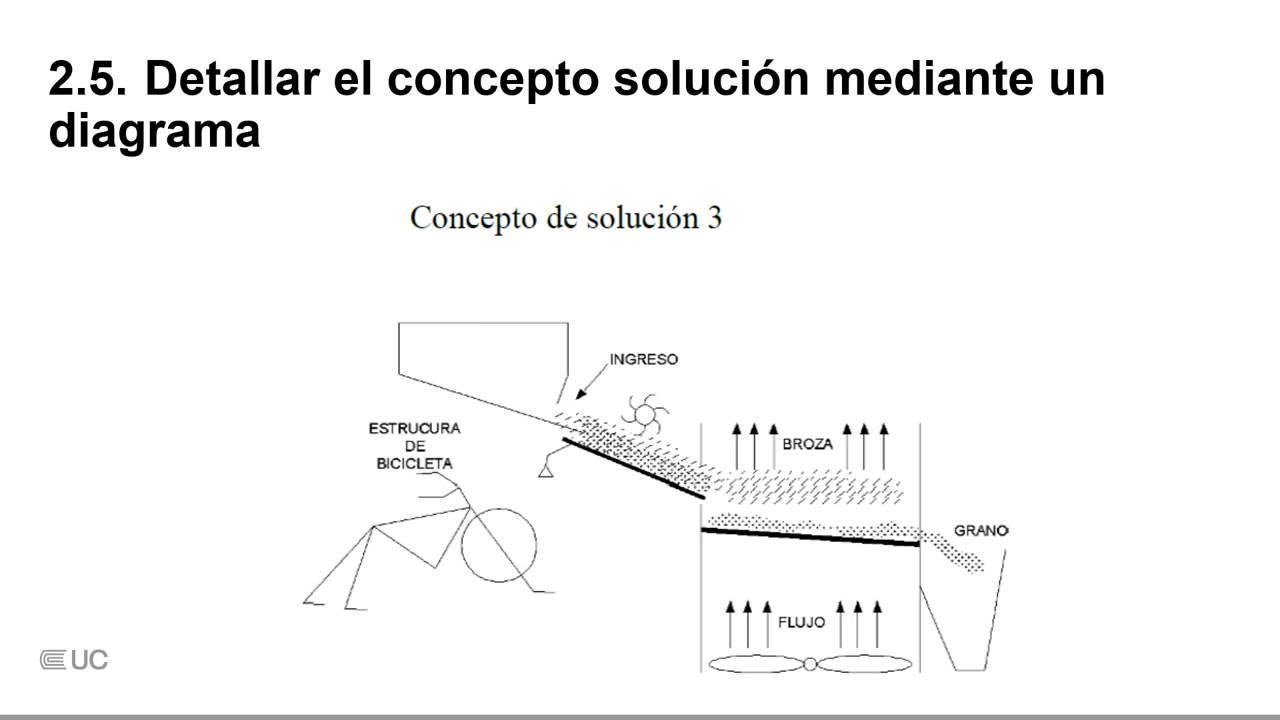 2.5. Detallar el concepto solución mediante un
diagrama
Concepto de solución 3
INGRESO
ESTRUCURA
DE
BICICLETA
BROZA
GRANO
FLUJO
UC